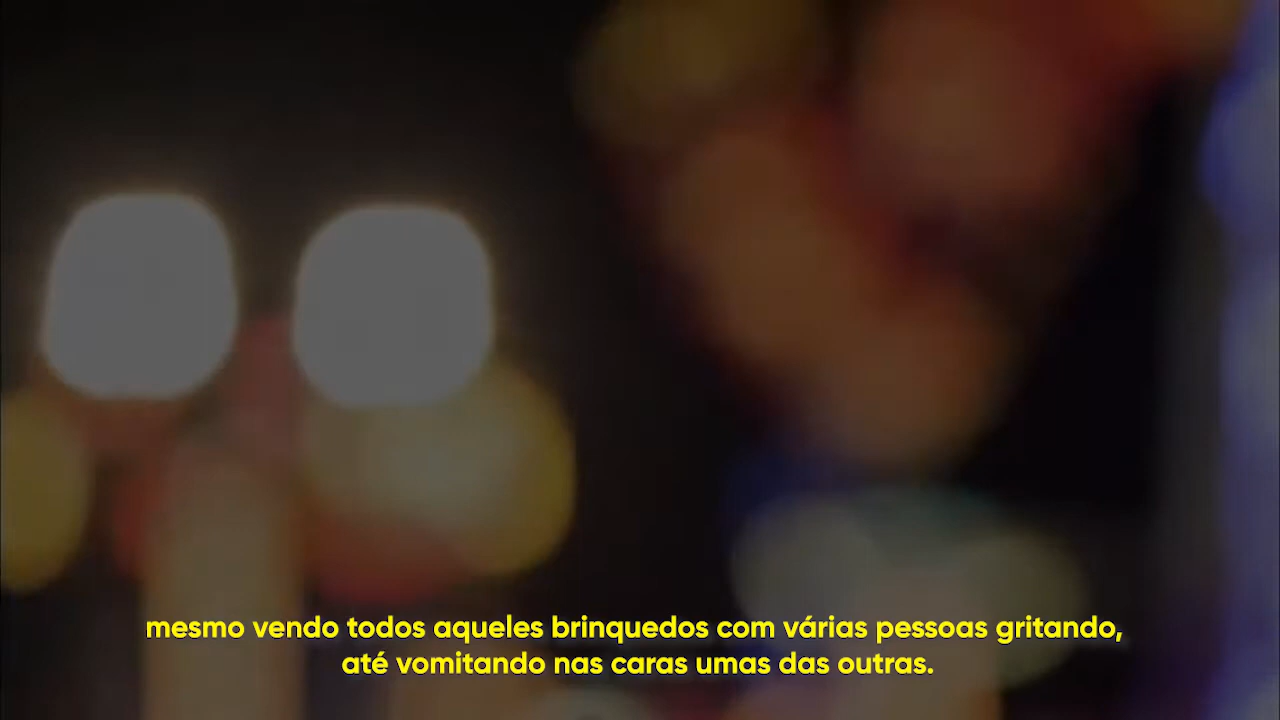 mesmo vendo todos aqueles brinquedos com várias pessoas gritando,
até vomitando nas caras umas das outras.